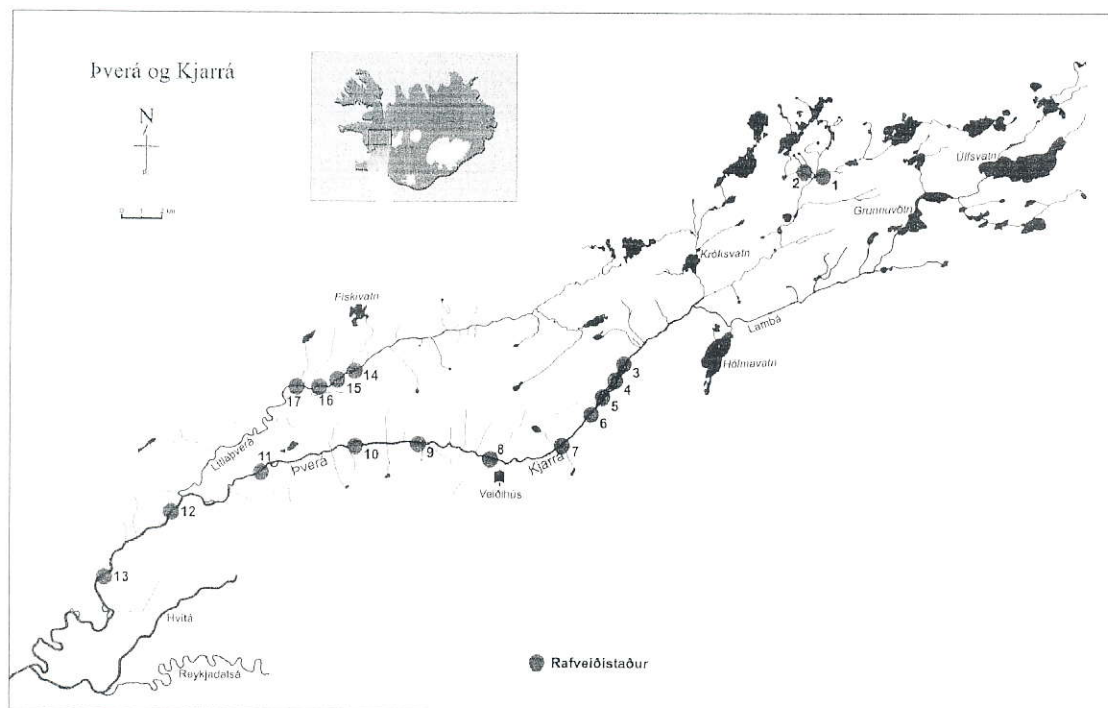 Þverá og Kjarrá
N
km
Úlfsvatn
2
1
Grunnuvötn
Króksvatn
Fiskivatn
Lambá
Hólmavatn
3
14
4
15
17
16
5
6
Litlaþverá
11
Þverá
10
9
8
Kjarrá
7
Veiðihús
12
13
Hvítá
Reykjadalsá
Rafveiðistaður